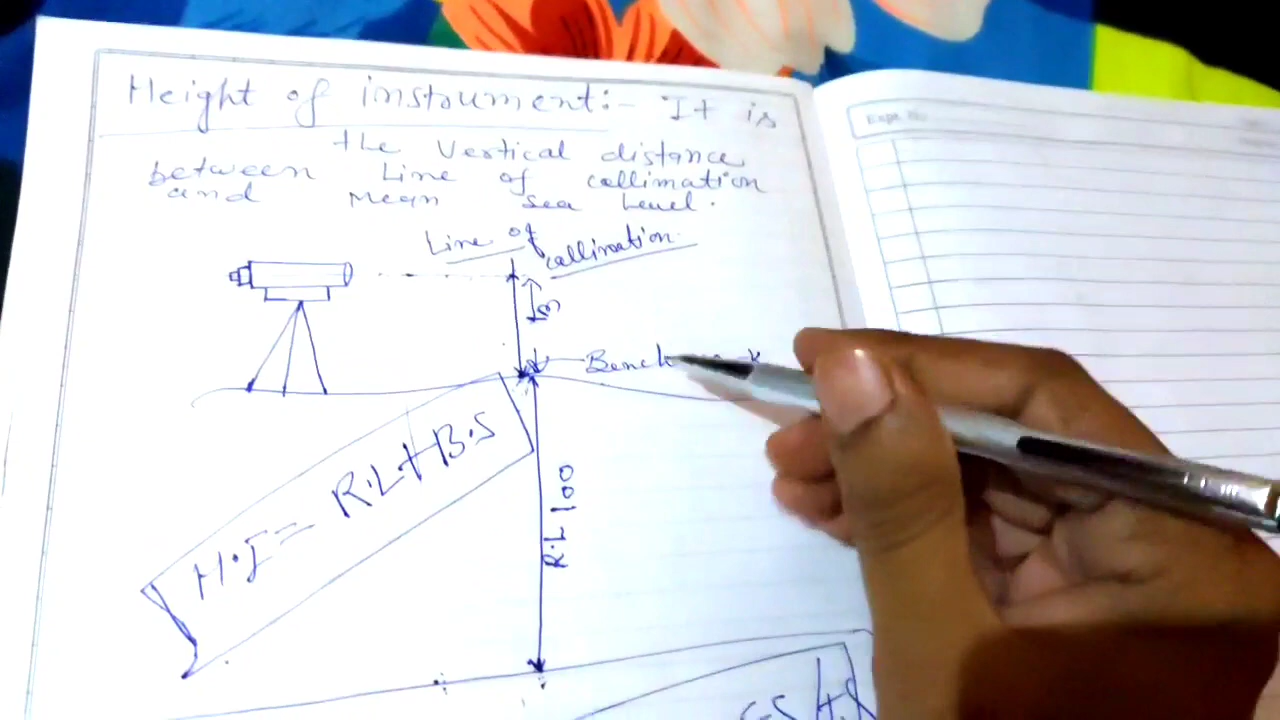 Height of instrument:- It is
the Vertical distance
between Line of collimation
and Mean Sea Level.
Line of
collimation.
Bench
R.L 100
H.I = R.L + B.S